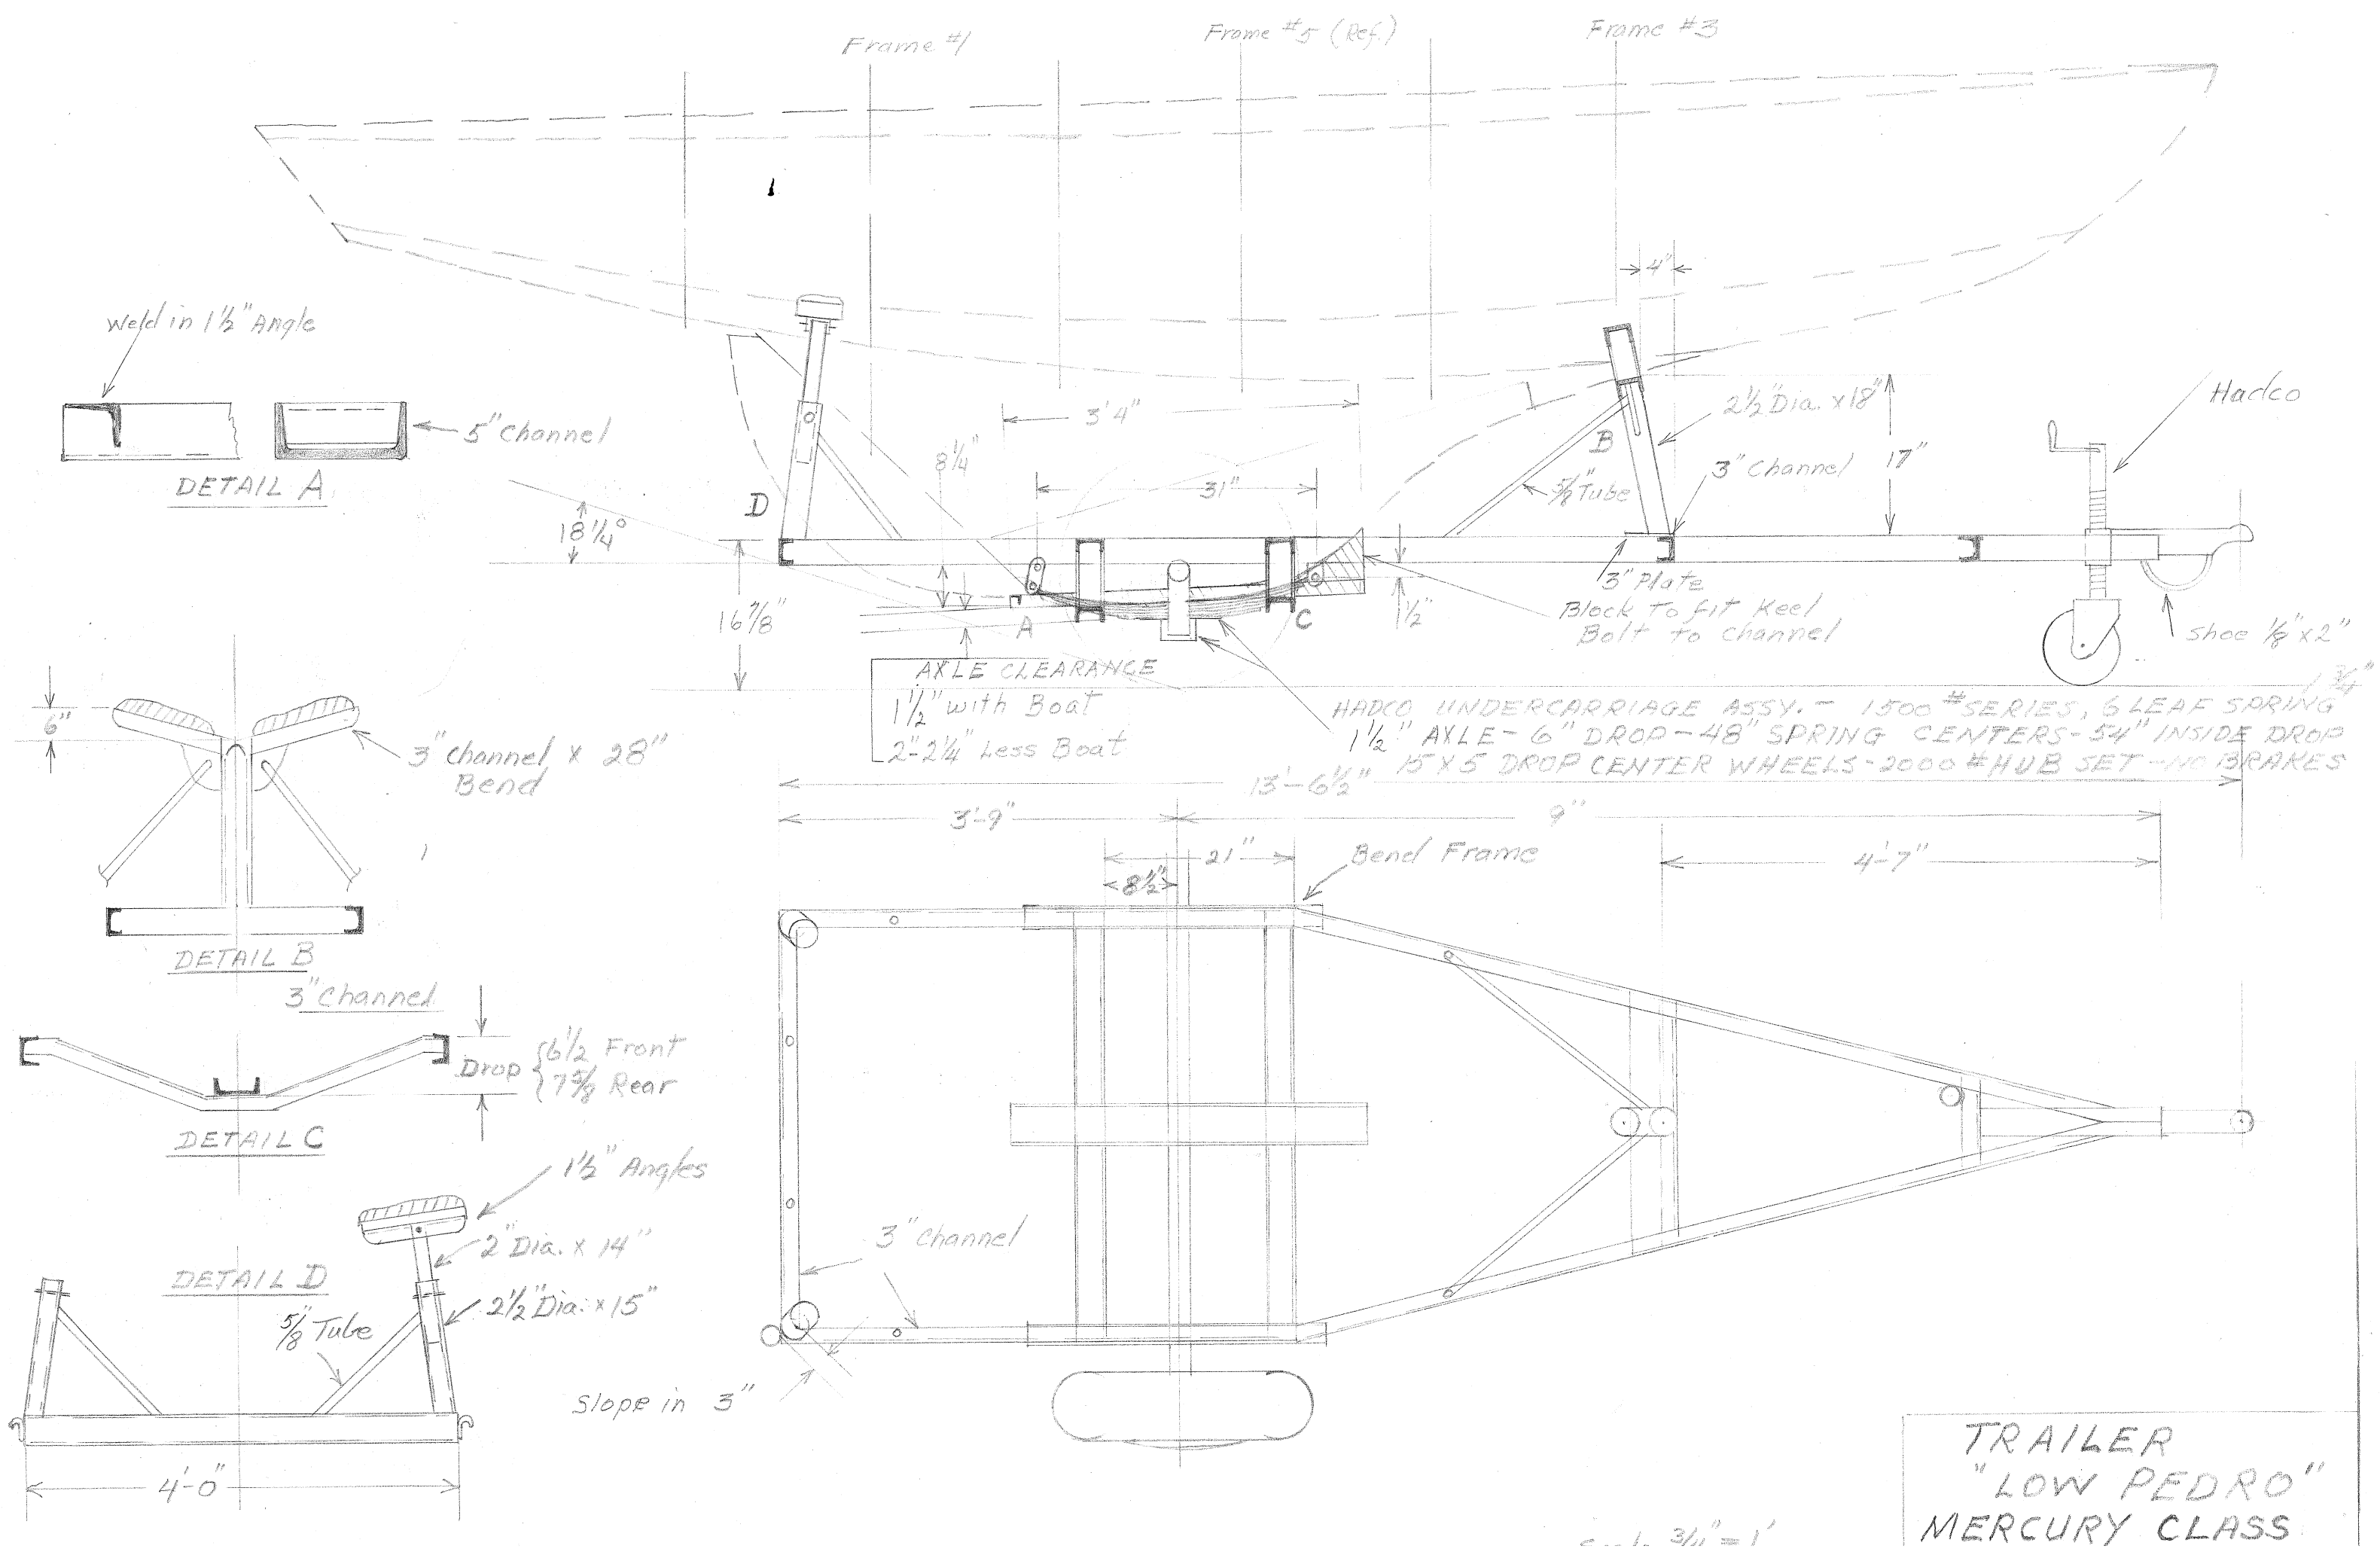 Frame #1
Frame #5 (Ref.)
Frame #3
4"
Weld in 1½" Angle
5" Channel
DETAIL A
3'4"
8¼"
31"
D
B
2½" Dia. x 18"
17"
Hadco
5/8 Tube
3" Channel
18¼°
16⅞"
A
C
½"
3" Plate
Block to fit Keel
Bolt to channel
Shoe ⅛" x 2"
AXLE CLEARANCE
1½" with Boat
2"-2¼" Less Boat
HADCO UNDERCARRIAGE ASSY. - 1500 # SERIES, 6 LEAF SPRING
1½" AXLE - 6" DROP - 48" SPRING CENTERS - 54" INSIDE DROP
15 X 5 DROP CENTER WHEELS - 2000 # HUB SET - NO BRAKES
6"
3" Channel x 28"
Bend
DETAIL B
13'-6½"
3'-9"
9"
21"
8½"
Bend Frame
4'-7"
3" Channel
Drop { 6½ Front
7⅜ Rear
DETAIL C
1½" Angles
2" Dia. x 14"
DETAIL D
2½" Dia. x 15"
5/8" Tube
4'-0"
3" Channel
Slope in 3"
TRAILER
"LOW PEDRO"
MERCURY CLASS
¾" = 1'